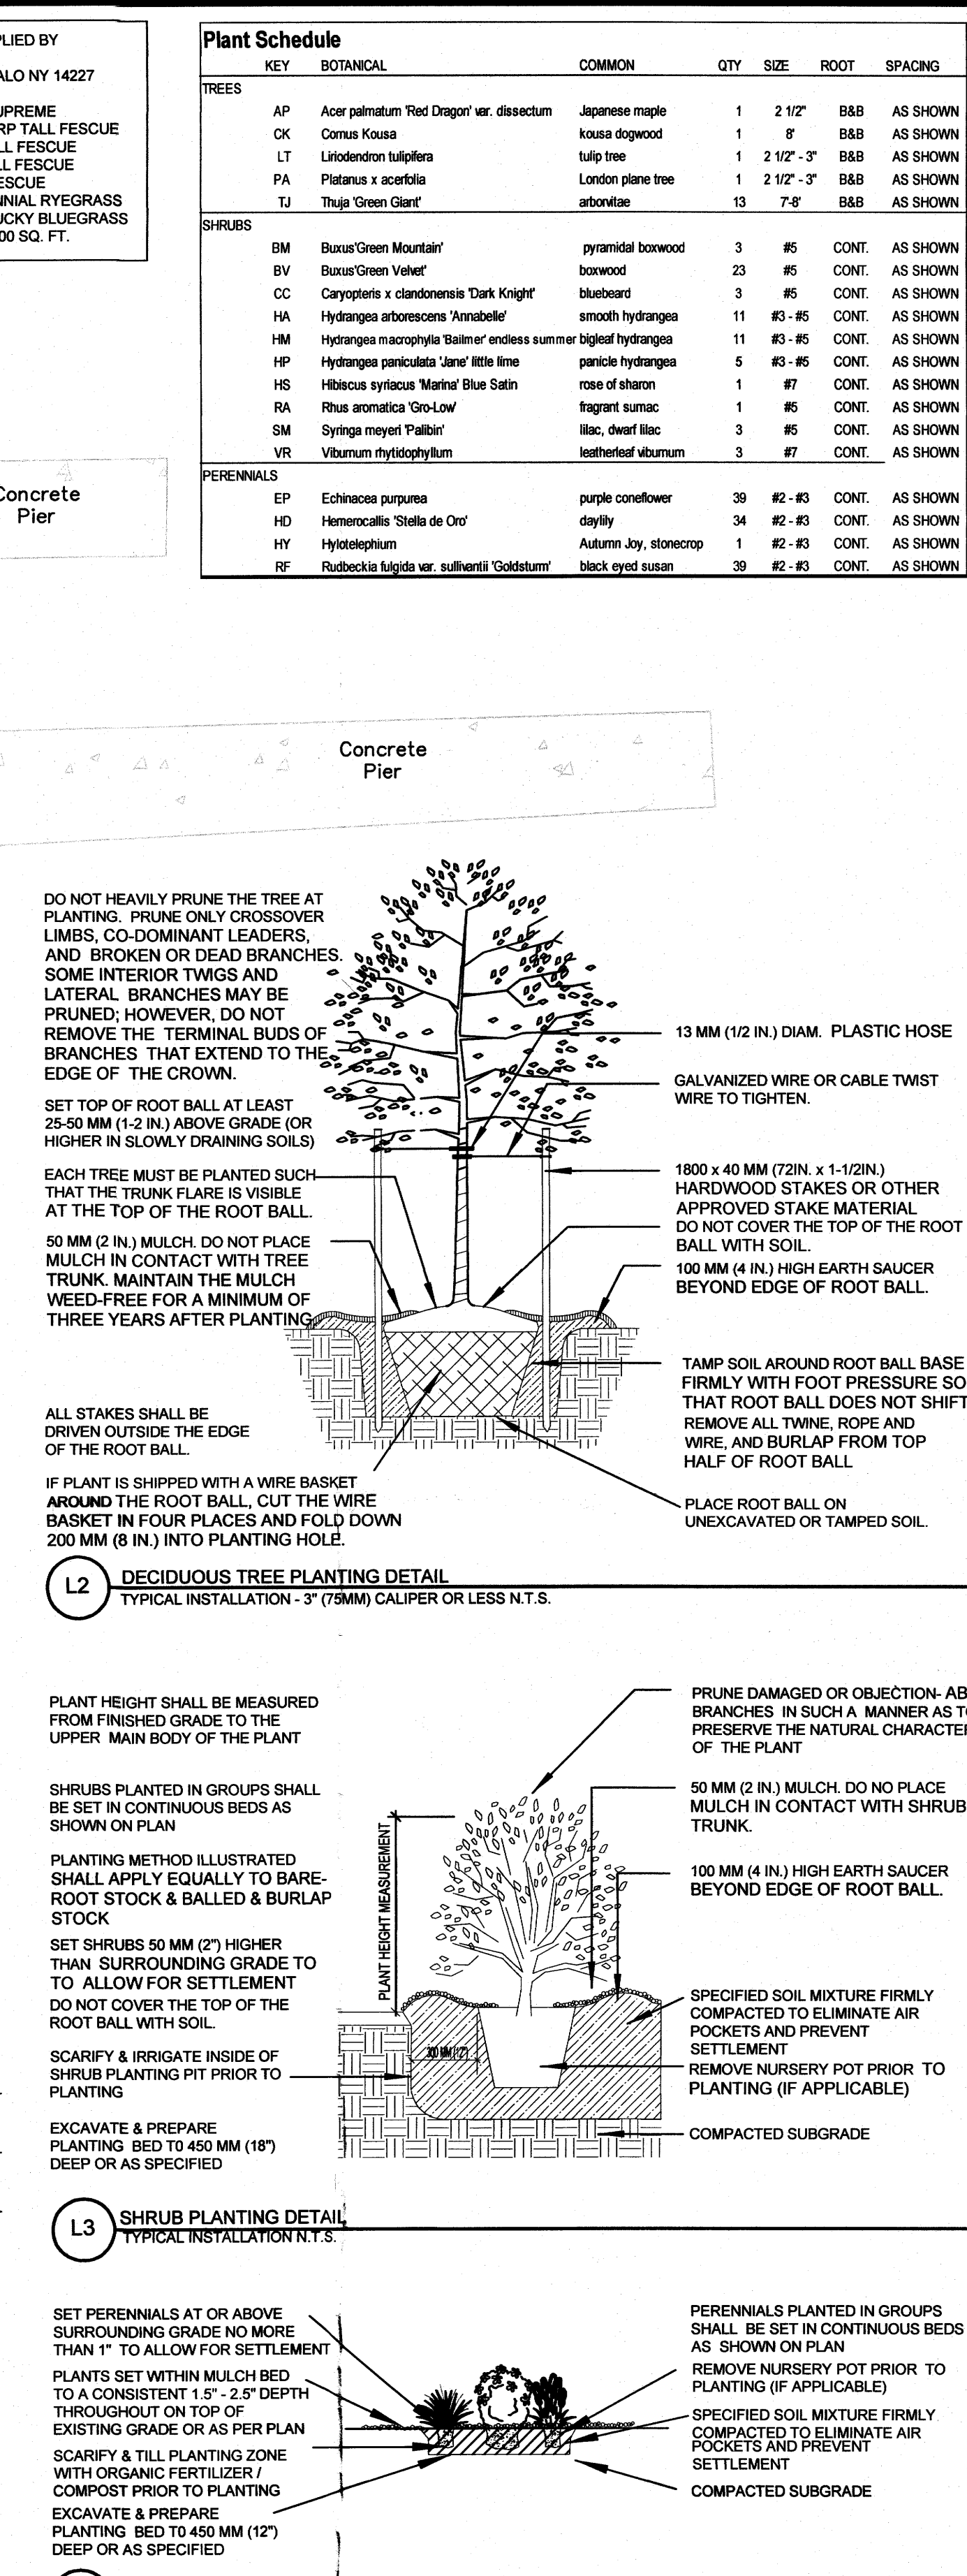 PLIED BY
ALO NY 14227
UPREME
RP TALL FESCUE
LL FESCUE
LL FESCUE
ESCUE
NNIAL RYEGRASS
UCKY BLUEGRASS
00 SQ. FT.
Plant Schedule
KEY BOTANICAL COMMON QTY SIZE ROOT SPACING
TREES
AP Acer palmatum 'Red Dragon' var. dissectum Japanese maple 1 2 1/2" B&B AS SHOWN
CK Cornus Kousa kousa dogwood 1 8' B&B AS SHOWN
LT Liriodendron tulipifera tulip tree 1 2 1/2" - 3" B&B AS SHOWN
PA Platanus x acerfolia London plane tree 1 2 1/2" - 3" B&B AS SHOWN
TJ Thuja 'Green Giant' arborvitae 13 7'-8' B&B AS SHOWN
SHRUBS
BM Buxus'Green Mountain' pyramidal boxwood 3 #5 CONT. AS SHOWN
BV Buxus'Green Velvet' boxwood 23 #5 CONT. AS SHOWN
CC Caryopteris x clandonensis 'Dark Knight' bluebeard 3 #5 CONT. AS SHOWN
HA Hydrangea arborescens 'Annabelle' smooth hydrangea 11 #3 - #5 CONT. AS SHOWN
HM Hydrangea macrophylla 'Bailmer' endless summer bigleaf hydrangea 11 #3 - #5 CONT. AS SHOWN
HP Hydrangea paniculata 'Jane' little lime panicle hydrangea 5 #3 - #5 CONT. AS SHOWN
HS Hibiscus syriacus 'Marina' Blue Satin rose of sharon 1 #7 CONT. AS SHOWN
RA Rhus aromatica 'Gro-Low' fragrant sumac 1 #5 CONT. AS SHOWN
SM Syringa meyeri 'Palibin' lilac, dwarf lilac 3 #5 CONT. AS SHOWN
VR Viburnum rhytidophyllum leatherleaf viburnum 3 #7 CONT. AS SHOWN
PERENNIALS
EP Echinacea purpurea purple coneflower 39 #2 - #3 CONT. AS SHOWN
HD Hemerocallis 'Stella de Oro' daylily 34 #2 - #3 CONT. AS SHOWN
HY Hylotelephium Autumn Joy, stonecrop 1 #2 - #3 CONT. AS SHOWN
RF Rudbeckia fulgida var. sullivantii 'Goldsturm' black eyed susan 39 #2 - #3 CONT. AS SHOWN
Concrete
Pier
Concrete
Pier
DO NOT HEAVILY PRUNE THE TREE AT
PLANTING. PRUNE ONLY CROSSOVER
LIMBS, CO-DOMINANT LEADERS,
AND BROKEN OR DEAD BRANCHES.
SOME INTERIOR TWIGS AND
LATERAL BRANCHES MAY BE
PRUNED; HOWEVER, DO NOT
REMOVE THE TERMINAL BUDS OF
BRANCHES THAT EXTEND TO THE
EDGE OF THE CROWN.
SET TOP OF ROOT BALL AT LEAST
25-50 MM (1-2 IN.) ABOVE GRADE (OR
HIGHER IN SLOWLY DRAINING SOILS)
EACH TREE MUST BE PLANTED SUCH
THAT THE TRUNK FLARE IS VISIBLE
AT THE TOP OF THE ROOT BALL.
50 MM (2 IN.) MULCH. DO NOT PLACE
MULCH IN CONTACT WITH TREE
TRUNK. MAINTAIN THE MULCH
WEED-FREE FOR A MINIMUM OF
THREE YEARS AFTER PLANTING
ALL STAKES SHALL BE
DRIVEN OUTSIDE THE EDGE
OF THE ROOT BALL.
IF PLANT IS SHIPPED WITH A WIRE BASKET
AROUND THE ROOT BALL, CUT THE WIRE
BASKET IN FOUR PLACES AND FOLD DOWN
200 MM (8 IN.) INTO PLANTING HOLE.
13 MM (1/2 IN.) DIAM. PLASTIC HOSE
GALVANIZED WIRE OR CABLE TWIST
WIRE TO TIGHTEN.
1800 x 40 MM (72IN. x 1-1/2IN.)
HARDWOOD STAKES OR OTHER
APPROVED STAKE MATERIAL
DO NOT COVER THE TOP OF THE ROOT
BALL WITH SOIL.
100 MM (4 IN.) HIGH EARTH SAUCER
BEYOND EDGE OF ROOT BALL.
TAMP SOIL AROUND ROOT BALL BASE
FIRMLY WITH FOOT PRESSURE SO
THAT ROOT BALL DOES NOT SHIFT
REMOVE ALL TWINE, ROPE AND
WIRE, AND BURLAP FROM TOP
HALF OF ROOT BALL
PLACE ROOT BALL ON
UNEXCAVATED OR TAMPED SOIL.
L2 DECIDUOUS TREE PLANTING DETAIL
TYPICAL INSTALLATION - 3" (75MM) CALIPER OR LESS N.T.S.
PLANT HEIGHT SHALL BE MEASURED
FROM FINISHED GRADE TO THE
UPPER MAIN BODY OF THE PLANT
SHRUBS PLANTED IN GROUPS SHALL
BE SET IN CONTINUOUS BEDS AS
SHOWN ON PLAN
PLANTING METHOD ILLUSTRATED
SHALL APPLY EQUALLY TO BARE-
ROOT STOCK & BALLED & BURLAP
STOCK
SET SHRUBS 50 MM (2") HIGHER
THAN SURROUNDING GRADE TO
TO ALLOW FOR SETTLEMENT
DO NOT COVER THE TOP OF THE
ROOT BALL WITH SOIL.
SCARIFY & IRRIGATE INSIDE OF
SHRUB PLANTING PIT PRIOR TO
PLANTING
EXCAVATE & PREPARE
PLANTING BED T0 450 MM (18")
DEEP OR AS SPECIFIED
PLANT HEIGHT MEASUREMENT
300 MM (12")
PRUNE DAMAGED OR OBJECTION- AB
BRANCHES IN SUCH A MANNER AS TO
PRESERVE THE NATURAL CHARACTER
OF THE PLANT
50 MM (2 IN.) MULCH. DO NO PLACE
MULCH IN CONTACT WITH SHRUB
TRUNK.
100 MM (4 IN.) HIGH EARTH SAUCER
BEYOND EDGE OF ROOT BALL.
SPECIFIED SOIL MIXTURE FIRMLY
COMPACTED TO ELIMINATE AIR
POCKETS AND PREVENT
SETTLEMENT
REMOVE NURSERY POT PRIOR TO
PLANTING (IF APPLICABLE)
COMPACTED SUBGRADE
L3 SHRUB PLANTING DETAIL
TYPICAL INSTALLATION N.T.S.
SET PERENNIALS AT OR ABOVE
SURROUNDING GRADE NO MORE
THAN 1" TO ALLOW FOR SETTLEMENT
PLANTS SET WITHIN MULCH BED
TO A CONSISTENT 1.5" - 2.5" DEPTH
THROUGHOUT ON TOP OF
EXISTING GRADE OR AS PER PLAN
SCARIFY & TILL PLANTING ZONE
WITH ORGANIC FERTILIZER /
COMPOST PRIOR TO PLANTING
EXCAVATE & PREPARE
PLANTING BED T0 450 MM (12")
DEEP OR AS SPECIFIED
PERENNIALS PLANTED IN GROUPS
SHALL BE SET IN CONTINUOUS BEDS
AS SHOWN ON PLAN
REMOVE NURSERY POT PRIOR TO
PLANTING (IF APPLICABLE)
SPECIFIED SOIL MIXTURE FIRMLY
COMPACTED TO ELIMINATE AIR
POCKETS AND PREVENT
SETTLEMENT
COMPACTED SUBGRADE